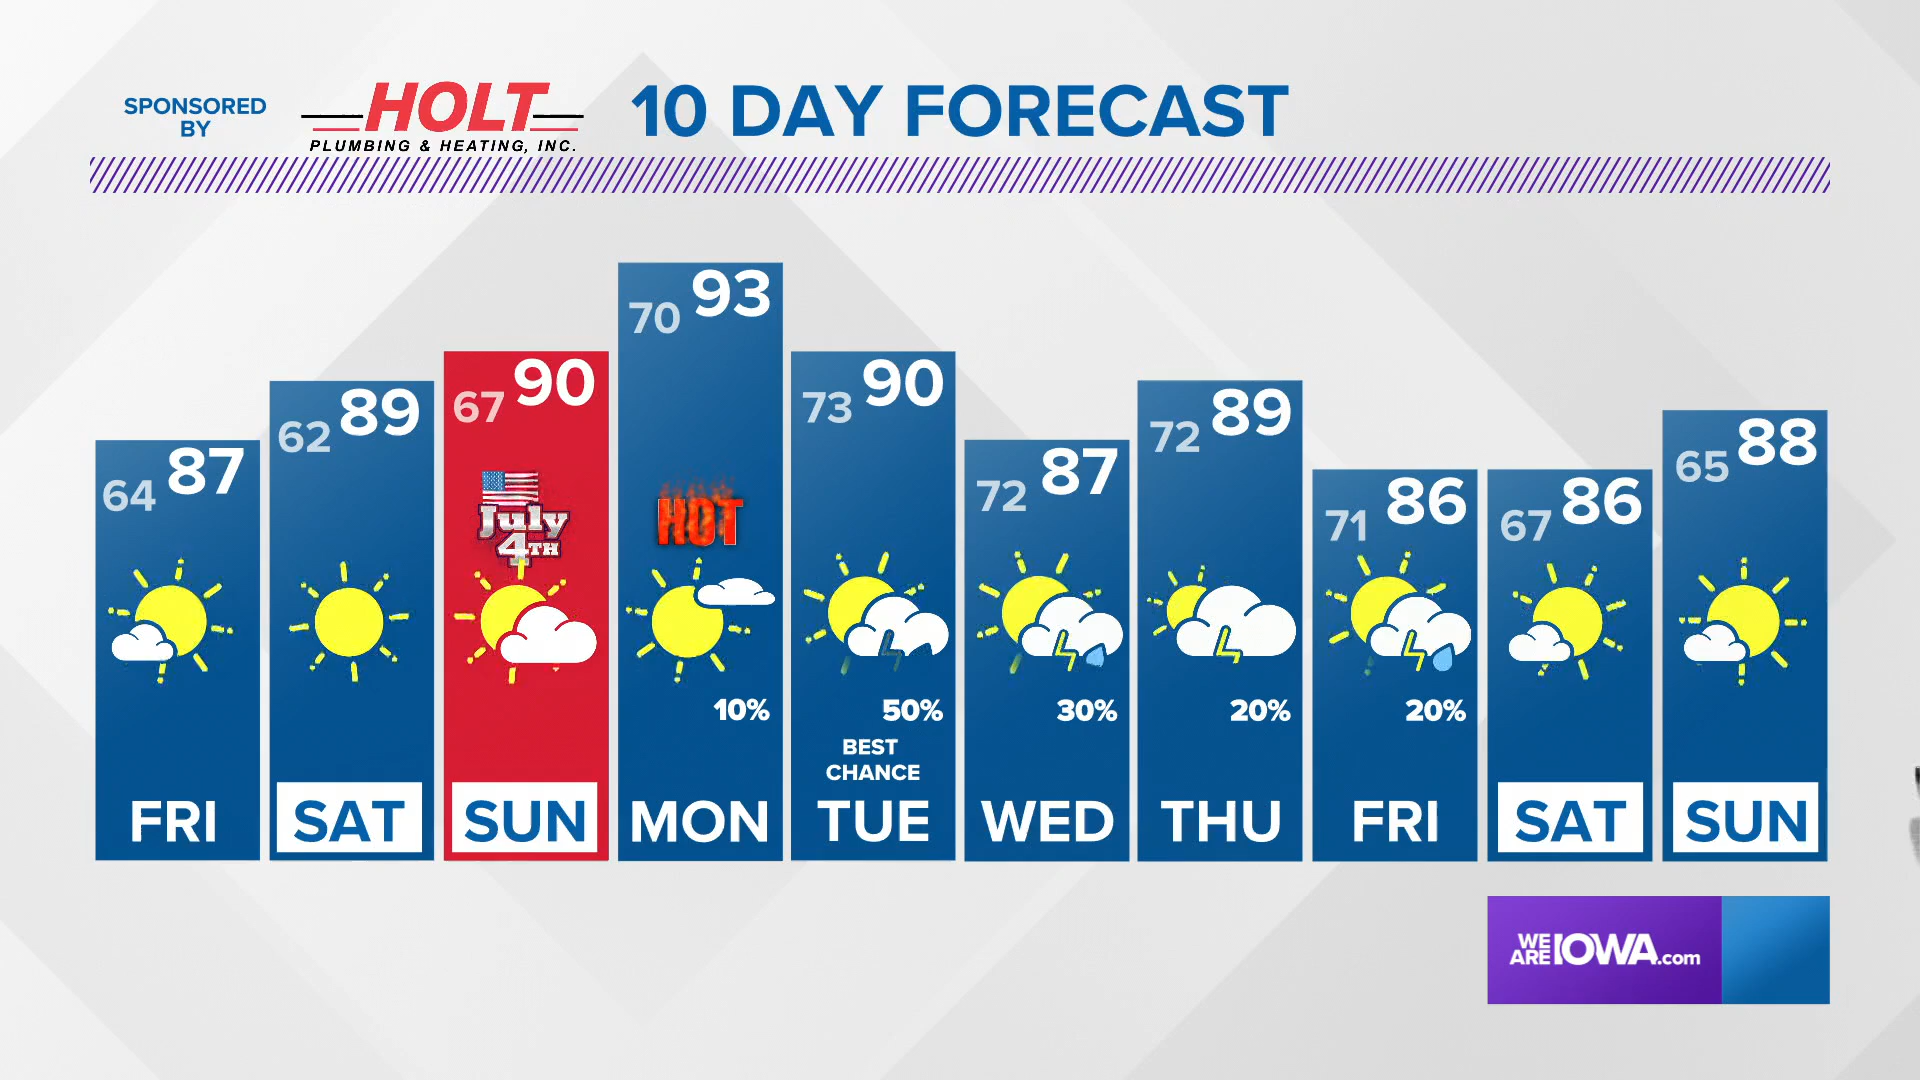 SPONSORED
BY
HOLT
PLUMBING & HEATING, INC.
10 DAY FORECAST
64 87
FRI
62 89
SAT
67 90
July
4TH
SUN
70 93
HOT
10%
MON
73 90
50%
BEST
CHANCE
TUE
72 87
30%
WED
72 89
20%
THU
71 86
20%
FRI
67 86
SAT
65 88
SUN
WE
ARE
IOWA.com